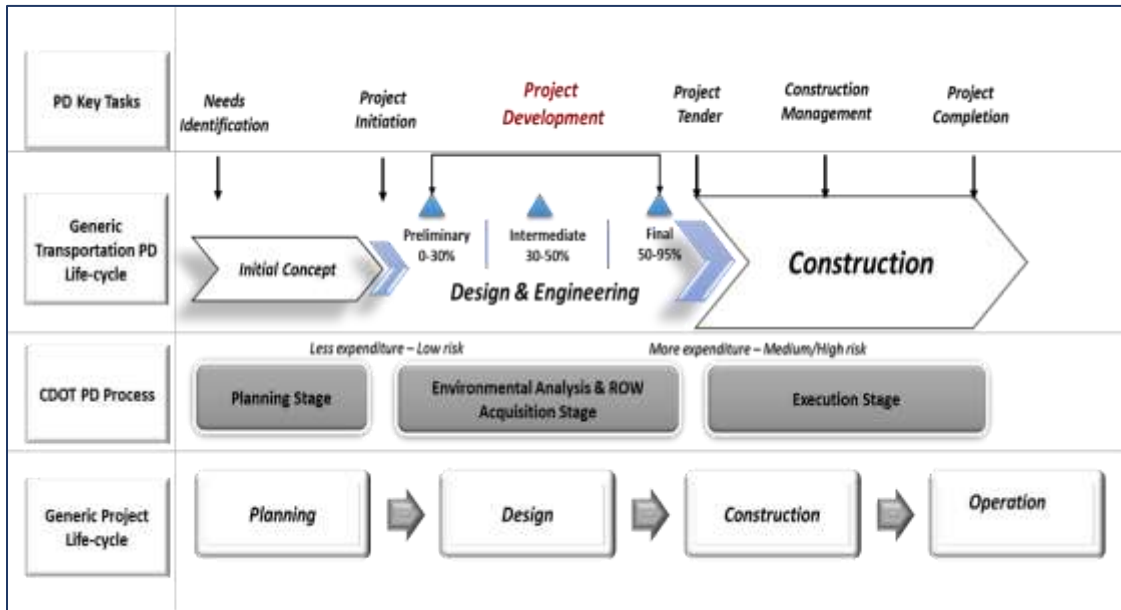 PD Key Tasks
Needs
Identification
Project
Initiation
Project
Development
Project
Tender
Construction
Management
Project
Completion
Generic
Transportation PD
Life-cycle
Initial Concept
Preliminary
0-30%
Intermediate
30-50%
Final
50-95%
Design & Engineering
Construction
CDOT PD Process
Less expenditure – Low risk
More expenditure – Medium/High risk
Planning Stage
Environmental Analysis & ROW
Acquisition Stage
Execution Stage
Generic Project
Life-cycle
Planning
Design
Construction
Operation